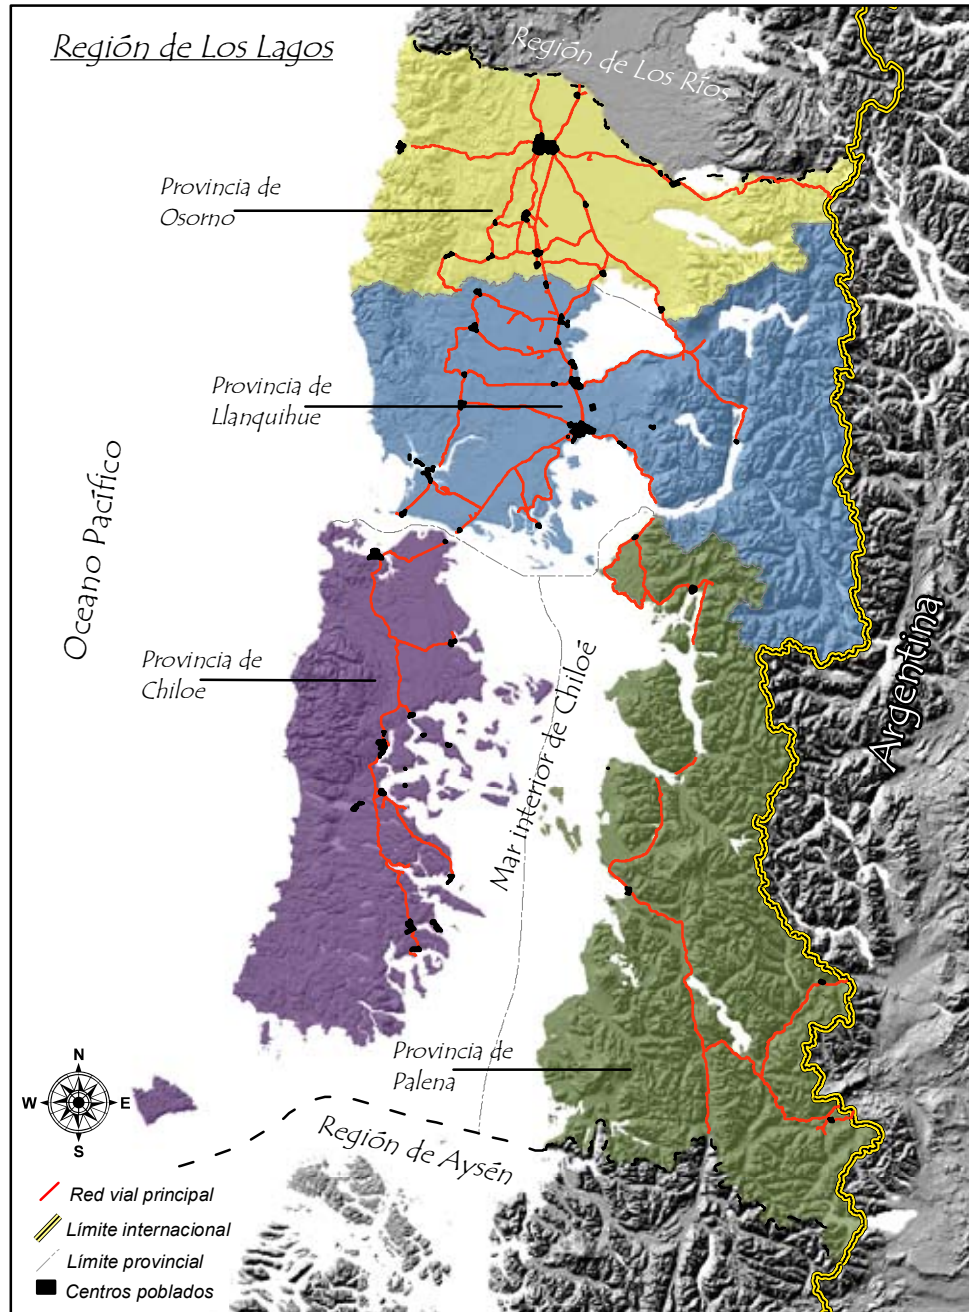 Región de Los Lagos
Región de Los Ríos
Provincia de
Osorno
Provincia de
Llanquihue
Oceano Pacífico
Provincia de
Chiloe
Mar interior de Chiloé
Argentina
Provincia de
Palena
Región de Aysén
N
W
E
S
Red vial principal
Límite internacional
Límite provincial
Centros poblados